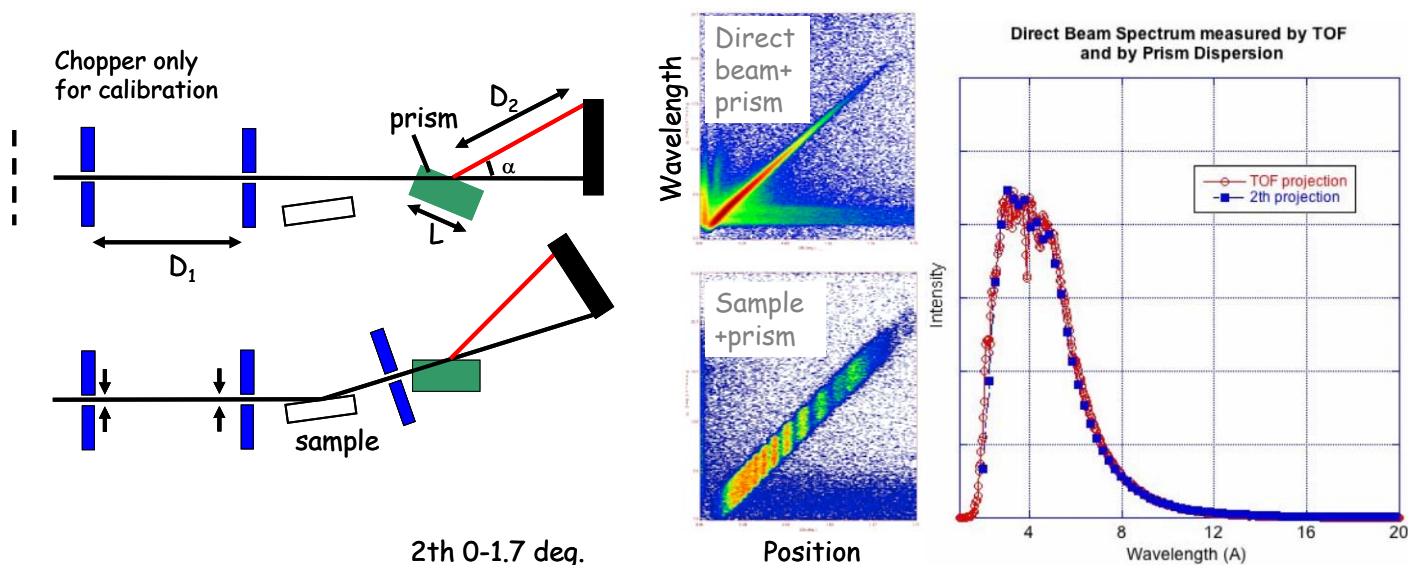 Chopper only
for calibration
D2
prism
α
L
D1
sample
2th 0-1.7 deg.
Wavelength
Direct
beam+
prism
Sample
+prism
Position
Direct Beam Spectrum measured by TOF
and by Prism Dispersion
TOF projection
2th projection
Intensity
4
8
12
16
20
Wavelength (A)